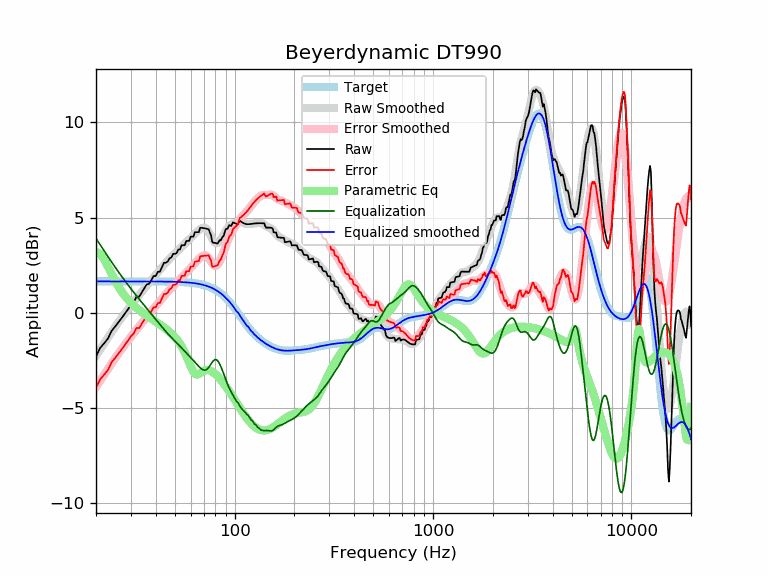 Beyerdynamic DT990
Target
Raw Smoothed
Error Smoothed
Raw
Error
Parametric Eq
Equalization
Equalized smoothed
Amplitude (dBr)
10
5
0
−5
−10
100
1000
10000
Frequency (Hz)